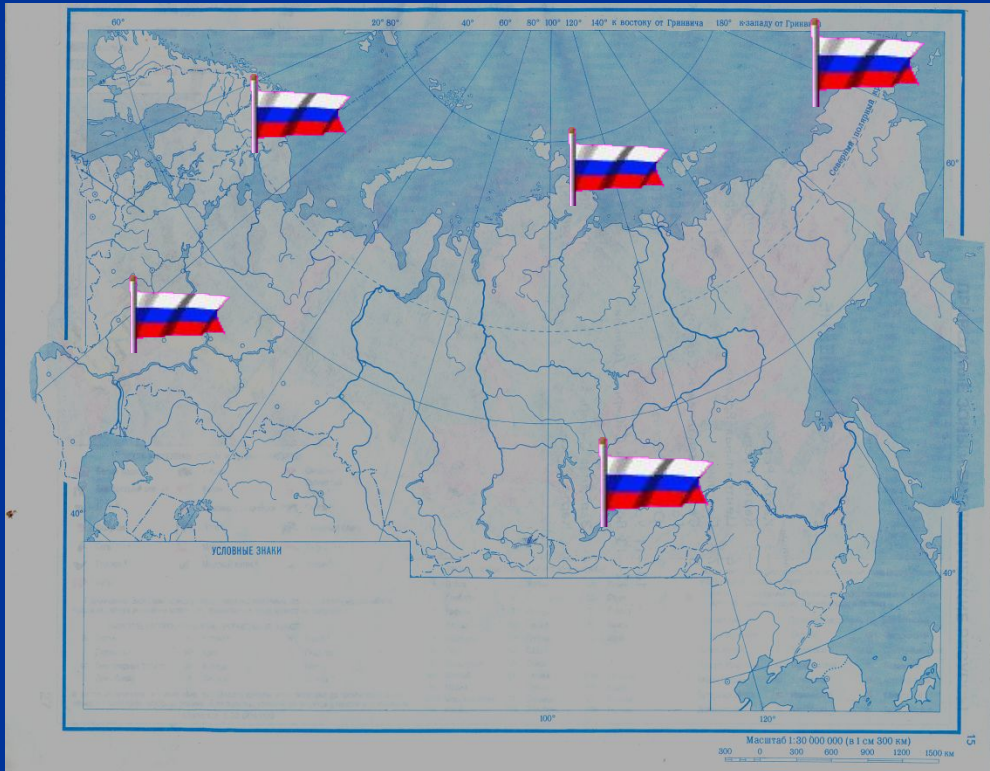 60° 20° 80° 40° 60° 80° 100° 120° 140° к востоку от Гринвича 180° к западу от
Северный полярный
60°
40°
УСЛОВНЫЕ ЗНАКИ
40°
100° 120°
Масштаб 1:30 000 000 (в 1 см 300 км)
300 0 300 600 900 1200 1500 км
15